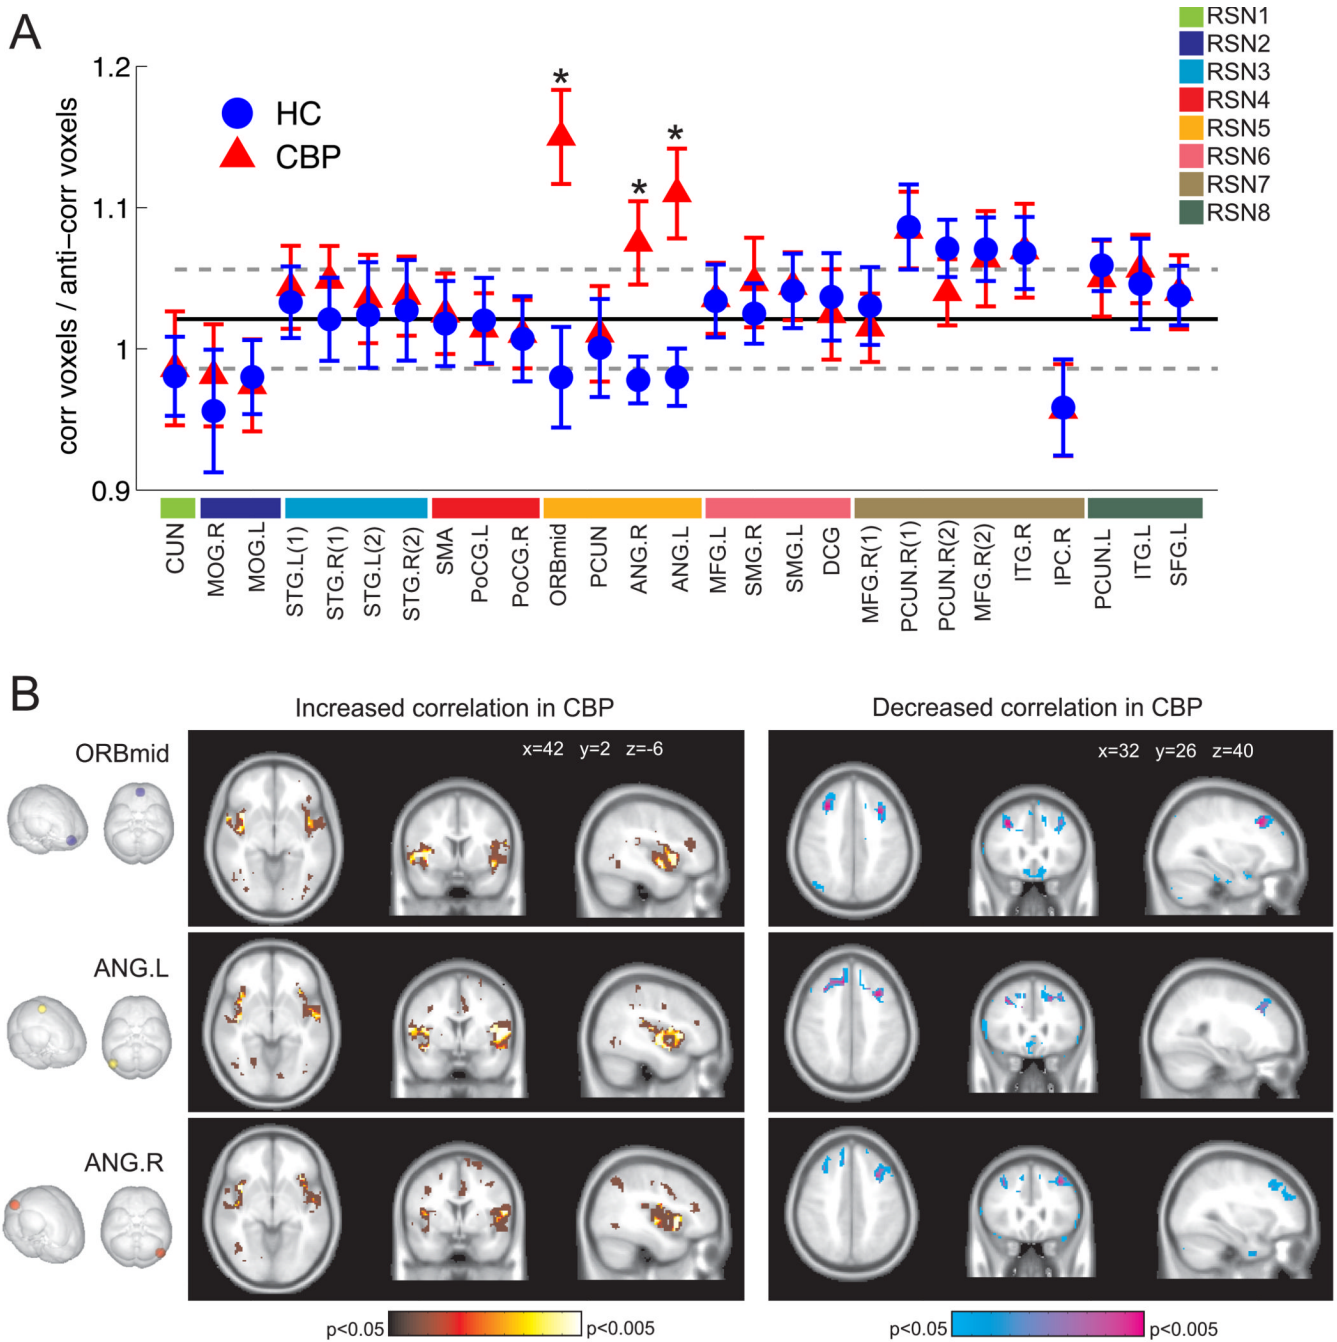 A
RSN1
RSN2
RSN3
RSN4
RSN5
RSN6
RSN7
RSN8
HC
CBP
corr voxels / anti−corr voxels
1.2
1.1
1
0.9
*
*
*
CUN
MOG.R
MOG.L
STG.L(1)
STG.R(1)
STG.L(2)
STG.R(2)
SMA
PoCG.L
PoCG.R
ORBmid
PCUN
ANG.R
ANG.L
MFG.L
SMG.R
SMG.L
DCG
MFG.R(1)
PCUN.R(1)
PCUN.R(2)
MFG.R(2)
ITG.R
IPC.R
PCUN.L
ITG.L
SFG.L
B
Increased correlation in CBP
Decreased correlation in CBP
ORBmid
x=42 y=2 z=-6
x=32 y=26 z=40
ANG.L
ANG.R
p<0.05
p<0.005
p<0.05
p<0.005